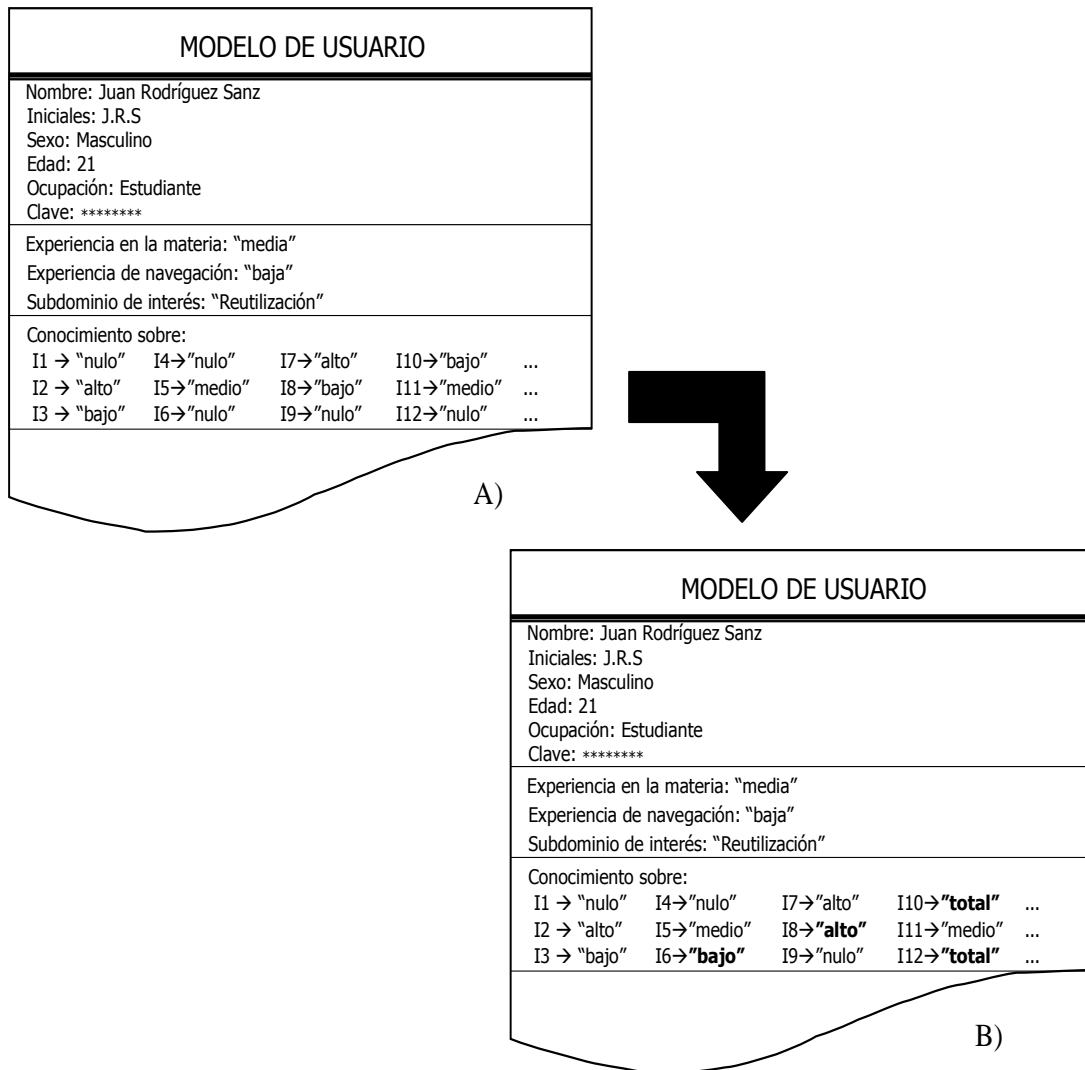 MODELO DE USUARIO
Nombre: Juan Rodríguez Sanz
Iniciales: J.R.S
Sexo: Masculino
Edad: 21
Ocupación: Estudiante
Clave: ********
Experiencia en la materia: “media”
Experiencia de navegación: “baja”
Subdominio de interés: “Reutilización”
Conocimiento sobre:
I1 → “nulo” I4→”nulo” I7→”alto” I10→”bajo” ...
I2 → “alto” I5→”medio” I8→”bajo” I11→”medio” ...
I3 → “bajo” I6→”nulo” I9→”nulo” I12→”nulo” ...
A)
MODELO DE USUARIO
Nombre: Juan Rodríguez Sanz
Iniciales: J.R.S
Sexo: Masculino
Edad: 21
Ocupación: Estudiante
Clave: ********
Experiencia en la materia: “media”
Experiencia de navegación: “baja”
Subdominio de interés: “Reutilización”
Conocimiento sobre:
I1 → “nulo” I4→”nulo” I7→”alto” I10→”total” ...
I2 → “alto” I5→”medio” I8→”alto” I11→”medio” ...
I3 → “bajo” I6→”bajo” I9→”nulo” I12→”total” ...
B)